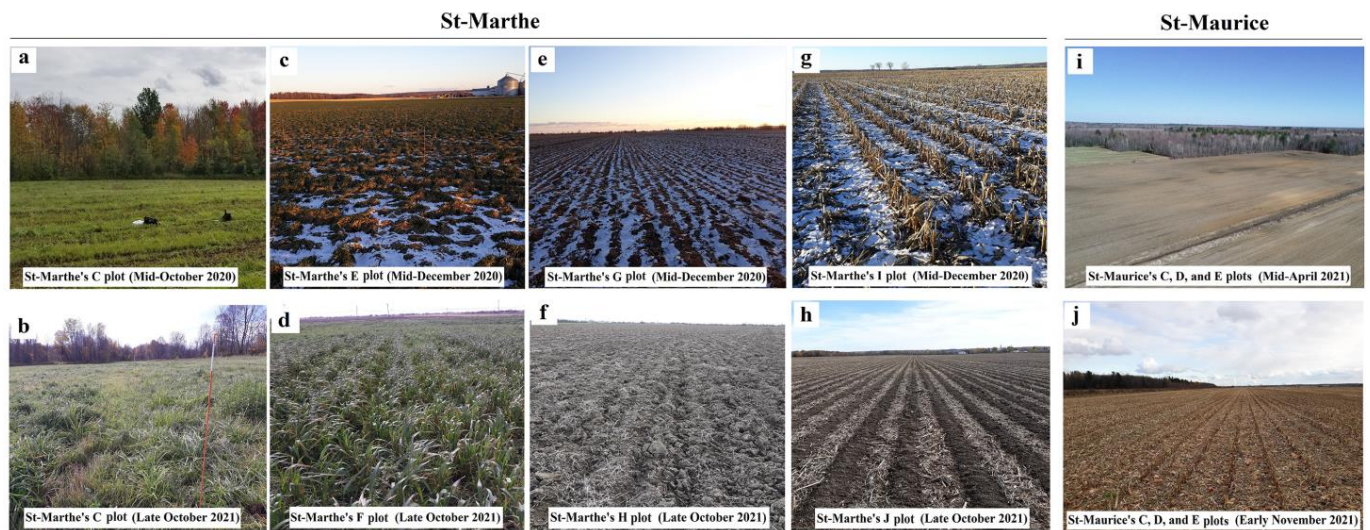 St-Marthe
St-Maurice
a
c
e
g
i
St-Marthe's C plot (Mid-October 2020)
St-Marthe's E plot (Mid-December 2020)
St-Marthe's G plot (Mid-December 2020)
St-Marthe's I plot (Mid-December 2020)
St-Maurice's C, D, and E plots (Mid-April 2021)
b
d
f
h
j
St-Marthe's C plot (Late October 2021)
St-Marthe's F plot (Late October 2021)
St-Marthe's H plot (Late October 2021)
St-Marthe's J plot (Late October 2021)
St-Maurice's C, D, and E plots (Early November 2021)